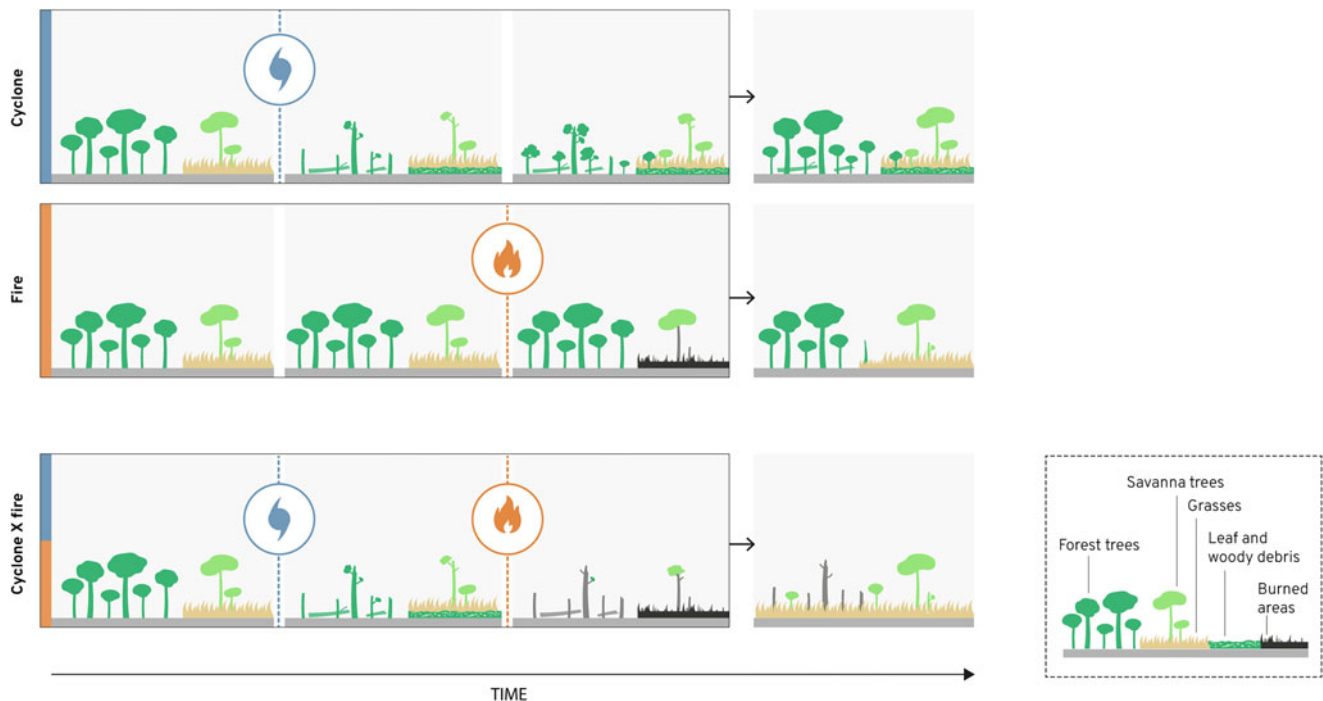 Cyclone
Fire
Cyclone X fire
Savanna trees
Grasses
Forest trees
Leaf and
woody debris
Burned
areas
TIME